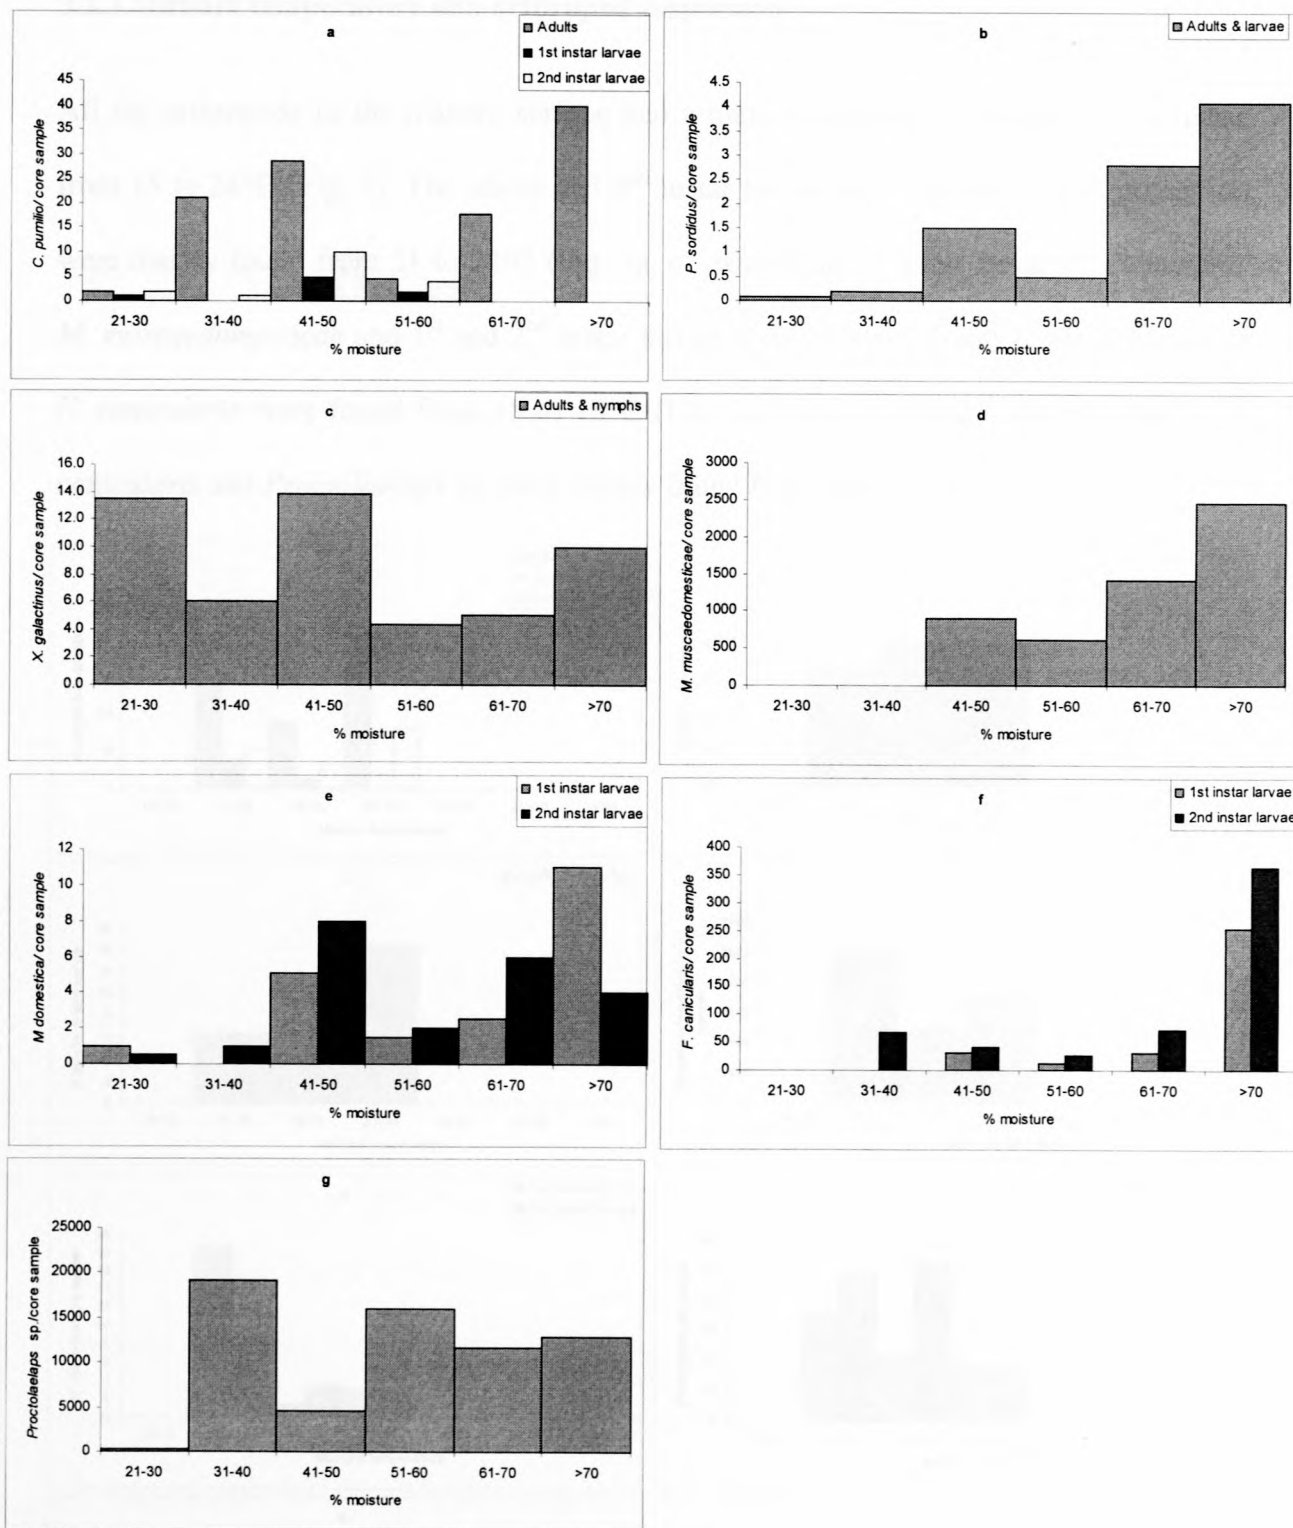 a
Adults
1st instar larvae
2nd instar larvae
C. pumilio/ core sample
45
40
35
30
25
20
15
10
5
0
21-30 31-40 41-50 51-60 61-70 >70
% moisture
b
Adults & larvae
P. sordidus/ core sample
4.5
4
3.5
3
2.5
2
1.5
1
0.5
0
21-30 31-40 41-50 51-60 61-70 >70
% moisture
c
Adults & nymphs
X. galactinus/ core sample
16.0
14.0
12.0
10.0
8.0
6.0
4.0
2.0
0.0
21-30 31-40 41-50 51-60 61-70 >70
% moisture
d
M. muscaedomesticae/ core sample
3000
2500
2000
1500
1000
500
0
21-30 31-40 41-50 51-60 61-70 >70
% moisture
e
1st instar larvae
2nd instar larvae
M domestica/ core sample
12
10
8
6
4
2
0
21-30 31-40 41-50 51-60 61-70 >70
% moisture
f
1st instar larvae
2nd instar larvae
F. canicularis/ core sample
400
350
300
250
200
150
100
50
0
21-30 31-40 41-50 51-60 61-70 >70
% moisture
g
Proctolaelaps sp./core sample
25000
20000
15000
10000
5000
0
21-30 31-40 41-50 51-60 61-70 >70
% moisture